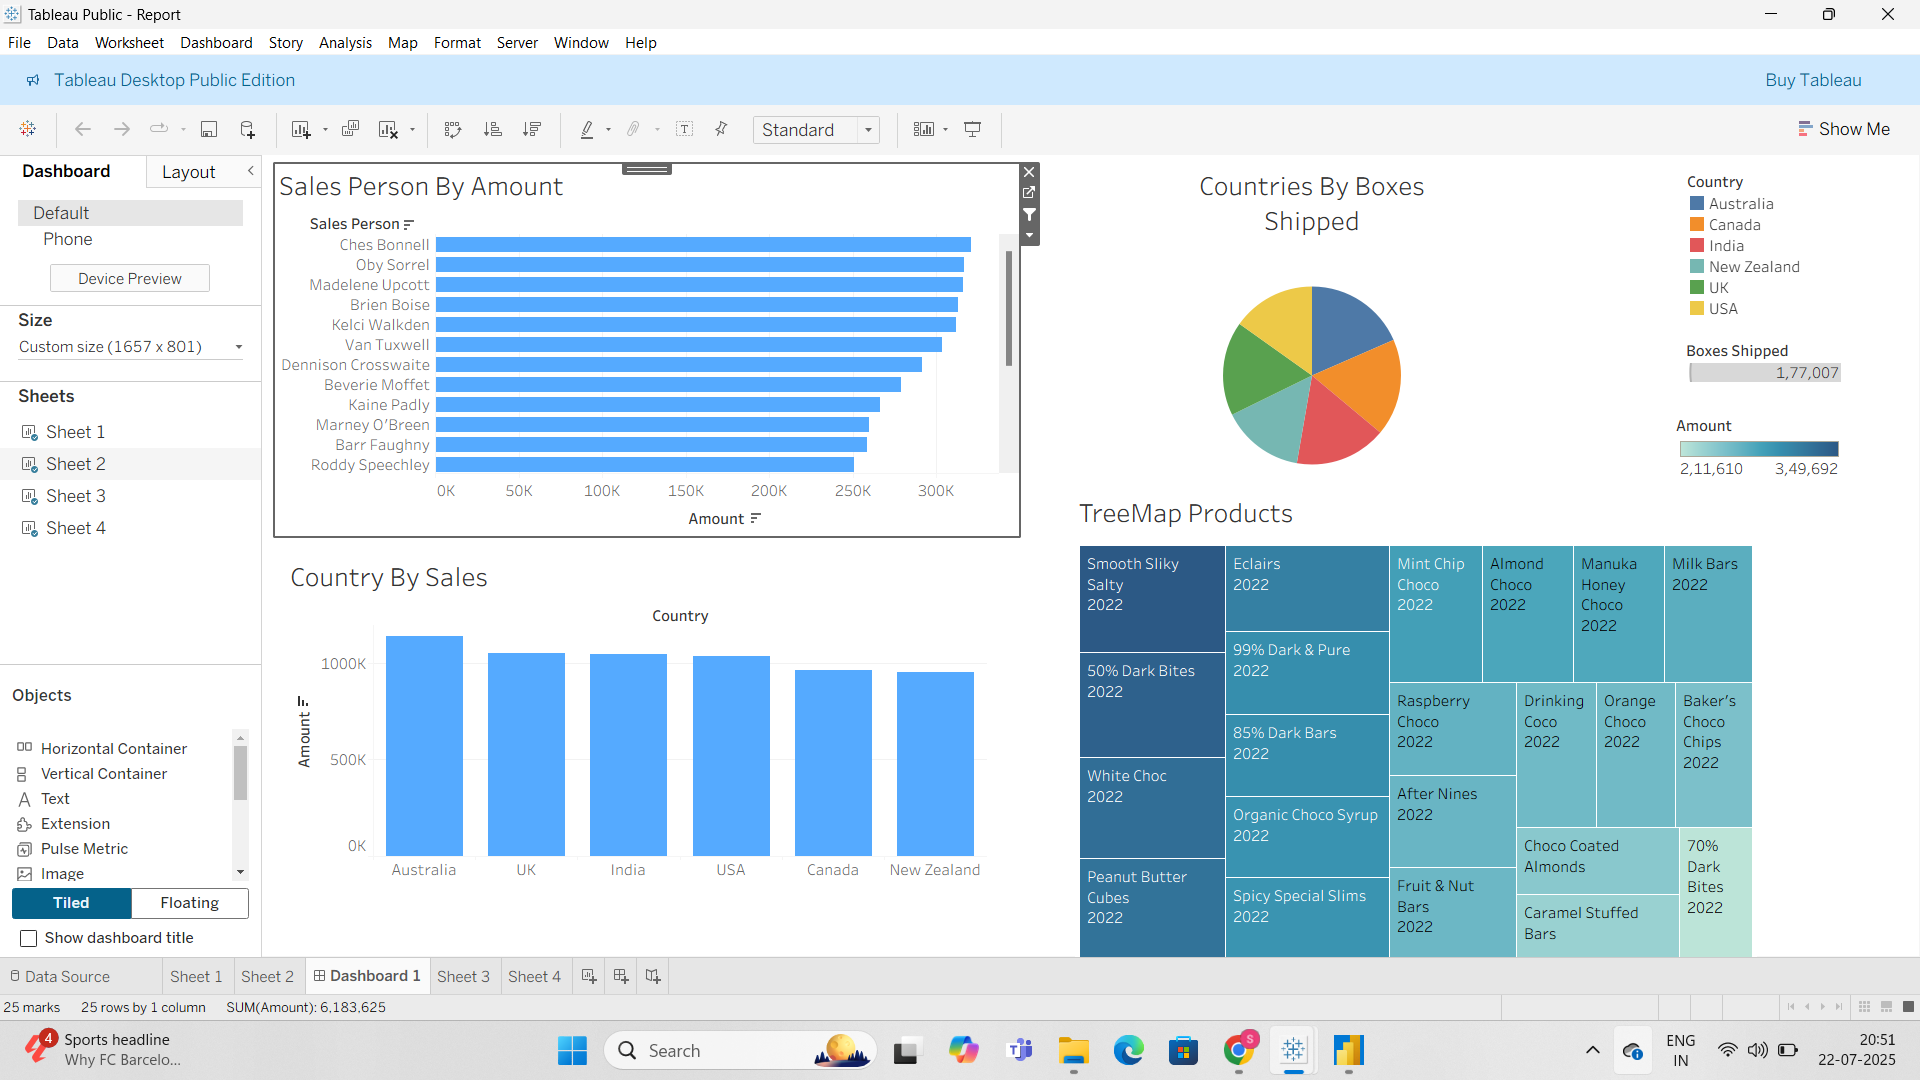 Tableau Public - Report
File Data Worksheet Dashboard Story Analysis Map Format Server Window Help
Tableau Desktop Public Edition
Buy Tableau
Standard
Show Me
Dashboard
Layout
Default
Phone
Device Preview
Size
Custom size (1657 x 801)
Sheets
Sheet 1
Sheet 2
Sheet 3
Sheet 4
Objects
Horizontal Container
Vertical Container
Text
Extension
Pulse Metric
Image
Tiled
Floating
Show dashboard title
Sales Person By Amount
Sales Person
Ches Bonnell
Oby Sorrel
Madelene Upcott
Brien Boise
Kelci Walkden
Van Tuxwell
Dennison Crosswaite
Beverie Moffet
Kaine Padly
Marney O'Breen
Barr Faughny
Roddy Speechley
0K 50K 100K 150K 200K 250K 300K
Amount
Country By Sales
Country
Amount
1000K
500K
0K
Australia UK India USA Canada New Zealand
Countries By Boxes
Shipped
Country
Australia
Canada
India
New Zealand
UK
USA
Boxes Shipped
1,77,007
Amount
2,11,610 3,49,692
TreeMap Products
Smooth Sliky
Salty
2022
50% Dark Bites
2022
White Choc
2022
Peanut Butter
Cubes
2022
Eclairs
2022
99% Dark & Pure
2022
85% Dark Bars
2022
Organic Choco Syrup
2022
Spicy Special Slims
2022
Mint Chip
Choco
2022
Almond
Choco
2022
Manuka
Honey
Choco
2022
Milk Bars
2022
Raspberry
Choco
2022
After Nines
2022
Fruit & Nut
Bars
2022
Drinking
Coco
2022
Orange
Choco
2022
Baker's
Choco
Chips
2022
Choco Coated
Almonds
Caramel Stuffed
Bars
70%
Dark
Bites
2022
Data Source Sheet 1 Sheet 2 Dashboard 1 Sheet 3 Sheet 4
25 marks 25 rows by 1 column SUM(Amount): 6,183,625
4
Sports headline
Why FC Barcelo...
Search
S
ENG
IN
20:51
22-07-2025